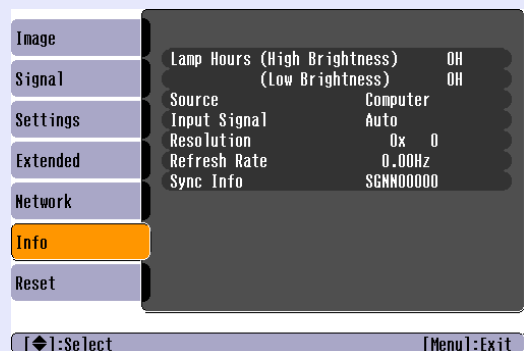 Image
Signal
Settings
Extended
Network
Info
Reset
Lamp Hours (High Brightness) 0H
(Low Brightness) 0H
Source Computer
Input Signal Auto
Resolution 0x 0
Refresh Rate 0.00Hz
Sync Info SGNN00000
[◆]:Select [Menu]:Exit